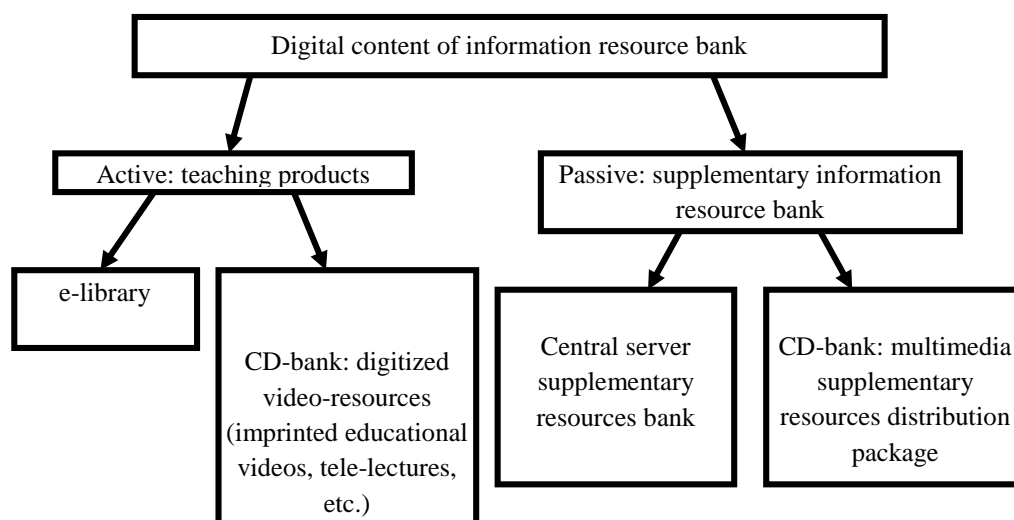 Digital content of information resource bank
Active: teaching products
Passive: supplementary information
resource bank
e-library
CD-bank: digitized
video-resources
(imprinted educational
videos, tele-lectures,
etc.)
Central server
supplementary
resources bank
CD-bank: multimedia
supplementary
resources distribution
package